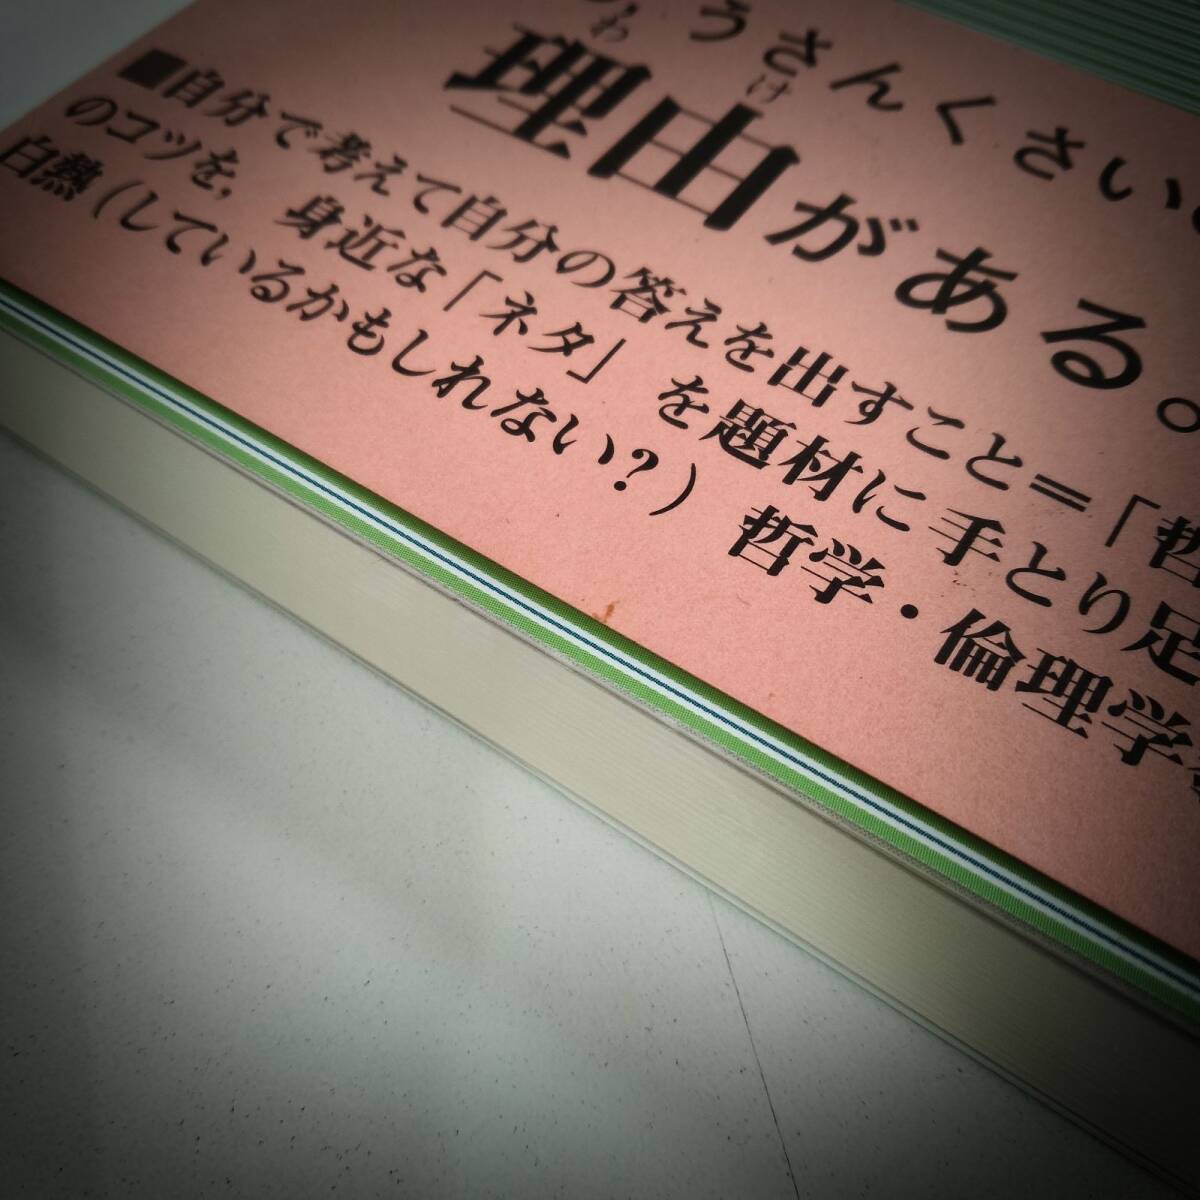 うさんくさい
わけ
理由がある。
■自分で考えて自分の答えを出すこと＝「哲
のコツを，身近な「ネタ」を題材に手とり足
白熱（しているかもしれない？）哲学・倫理学